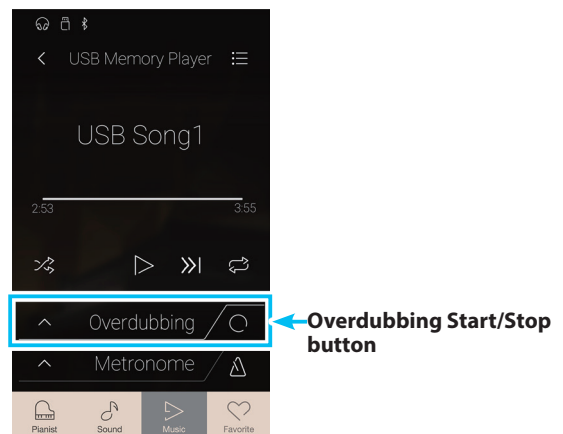 USB Memory Player
USB Song1
2:53 3:55
Overdubbing
Overdubbing Start/Stop
button
Metronome
Pianist Sound Music Favorite